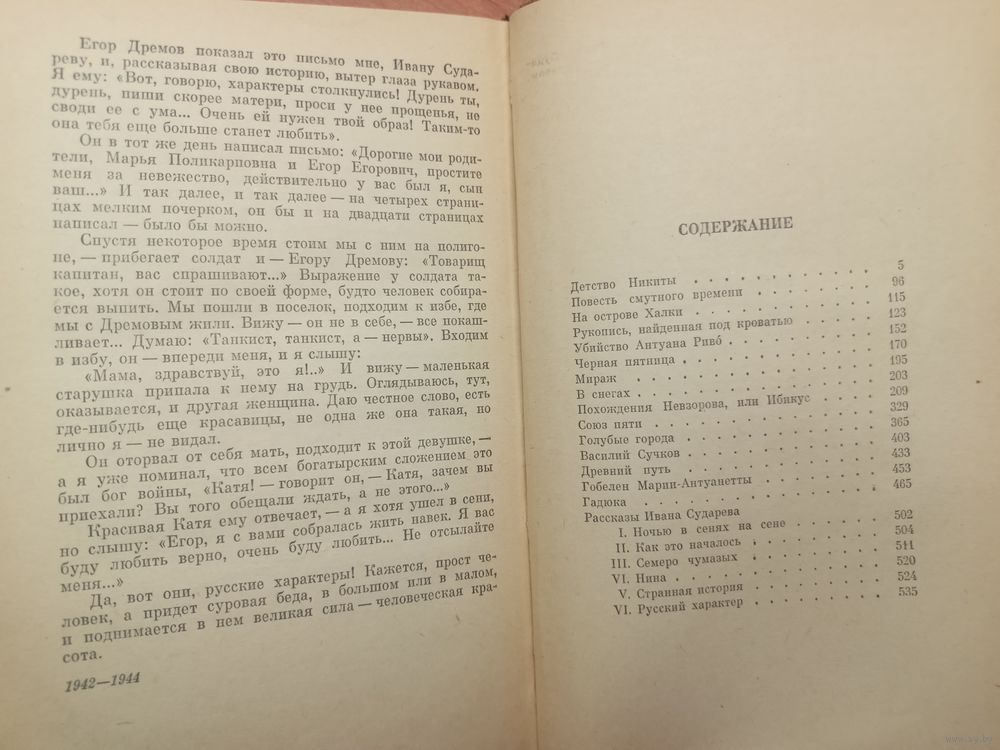 Егор Дремов показал это письмо мне, Ивану Суда-
реву, и, рассказывая свою историю, вытер глаза рукавом.
Я ему: «Вот, говорю, характеры столкнулись! Дурень ты,
дурень, пиши скорее матери, проси у нее прощенья, не
своди ее с ума... Очень ей нужен твой образ! Таким-то
она тебя еще больше станет любить».
Он в тот же день написал письмо: «Дорогие мои роди-
тели, Марья Поликарповна и Егор Егорович, простите
меня за невежество, действительно у вас был я, сын
ваш...» И так далее, и так далее — на четырех страни-
цах мелким почерком, он бы и на двадцати страницах
написал — было бы можно.
Спустя некоторое время стоим мы с ним на полиго-
не, — прибегает солдат и — Егору Дремову: «Товарищ
капитан, вас спрашивают...» Выражение у солдата та-
кое, хотя он стоит по своей форме, будто человек собира-
ется выпить. Мы пошли в поселок, подходим к избе, где
мы с Дремовым жили. Вижу — он не в себе, — все покаш-
ливает... Думаю: «Танкист, танкист, а — нервы». Входим
в избу, он — впереди меня, и я слышу:
«Мама, здравствуй, это я!..» И вижу — маленькая
старушка припала к нему на грудь. Оглядываюсь, тут,
оказывается, и другая женщина. Даю честное слово, есть
где-нибудь еще красавицы, не одна же она такая, но
лично я — не видал.
Он оторвал от себя мать, подходит к этой девушке, —
а я уже поминал, что всем богатырским сложением это
был бог войны, «Катя! — говорит он, — Катя, зачем вы
приехали? Вы того обещали ждать, а не этого...»
Красивая Катя ему отвечает, — а я хотя ушел в сени,
но слышу: «Егор, я с вами собралась жить навек. Я вас
буду любить верно, очень буду любить... Не отсылайте
меня...»
Да, вот они, русские характеры! Кажется, прост че-
ловек, а придет суровая беда, в большом или в малом,
и поднимается в нем великая сила — человеческая кра-
сота.
1942—1944
СОДЕРЖАНИЕ
Детство Никиты . . . . . . . . . . 5
Повесть смутного времени . . . . . . . 96
На острове Халки . . . . . . . . . 115
Рукопись, найденная под кроватью . . . . . 123
Убийство Антуана Риво . . . . . . . . 152
Черная пятница . . . . . . . . . . 170
Мираж . . . . . . . . . . . . 195
В снегах . . . . . . . . . . . . 203
Похождения Невзорова, или Ибикус . . . . 209
Союз пяти . . . . . . . . . . . 329
Голубые города . . . . . . . . . . 365
Василий Сучков . . . . . . . . . . 403
Древний путь . . . . . . . . . . 433
Гобелен Марии-Антуанетты . . . . . . 453
Гадюка . . . . . . . . . . . . 465
Рассказы Ивана Сударева
I. Ночью в сенях на сене . . . . . . 502
II. Как это началось . . . . . . . 504
III. Семеро чумазых . . . . . . . . 511
VI. Нина . . . . . . . . . . . 520
V. Странная история . . . . . . . 524
VI. Русский характер . . . . . . . 535